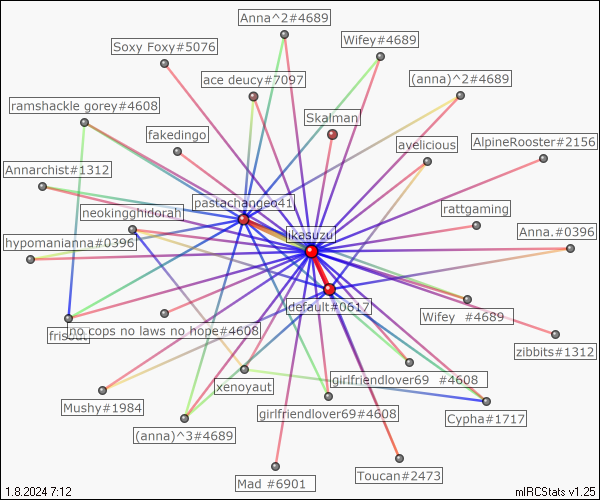 Anna^2#4689
Wifey#4689
Soxy Foxy#5076
ace deucy#7097
(anna)^2#4689
ramshackle gorey#4608
Skalman
fakedingo
avelicious
AlpineRooster#2156
Annarchist#1312
pastachangeo41
neokingghidorah
rattgaming
Anna.#0396
ikasuzu
hypomanianna#0396
default#0617
Wifey #4689
no cops no laws no hope#4608
frisout
zibbits#1312
girlfriendlover69 #4608
xenoyaut
Mushy#1984
girlfriendlover69#4608
Cypha#1717
(anna)^3#4689
Toucan#2473
Mad #6901
1.8.2024 7:12
mIRCStats v1.25